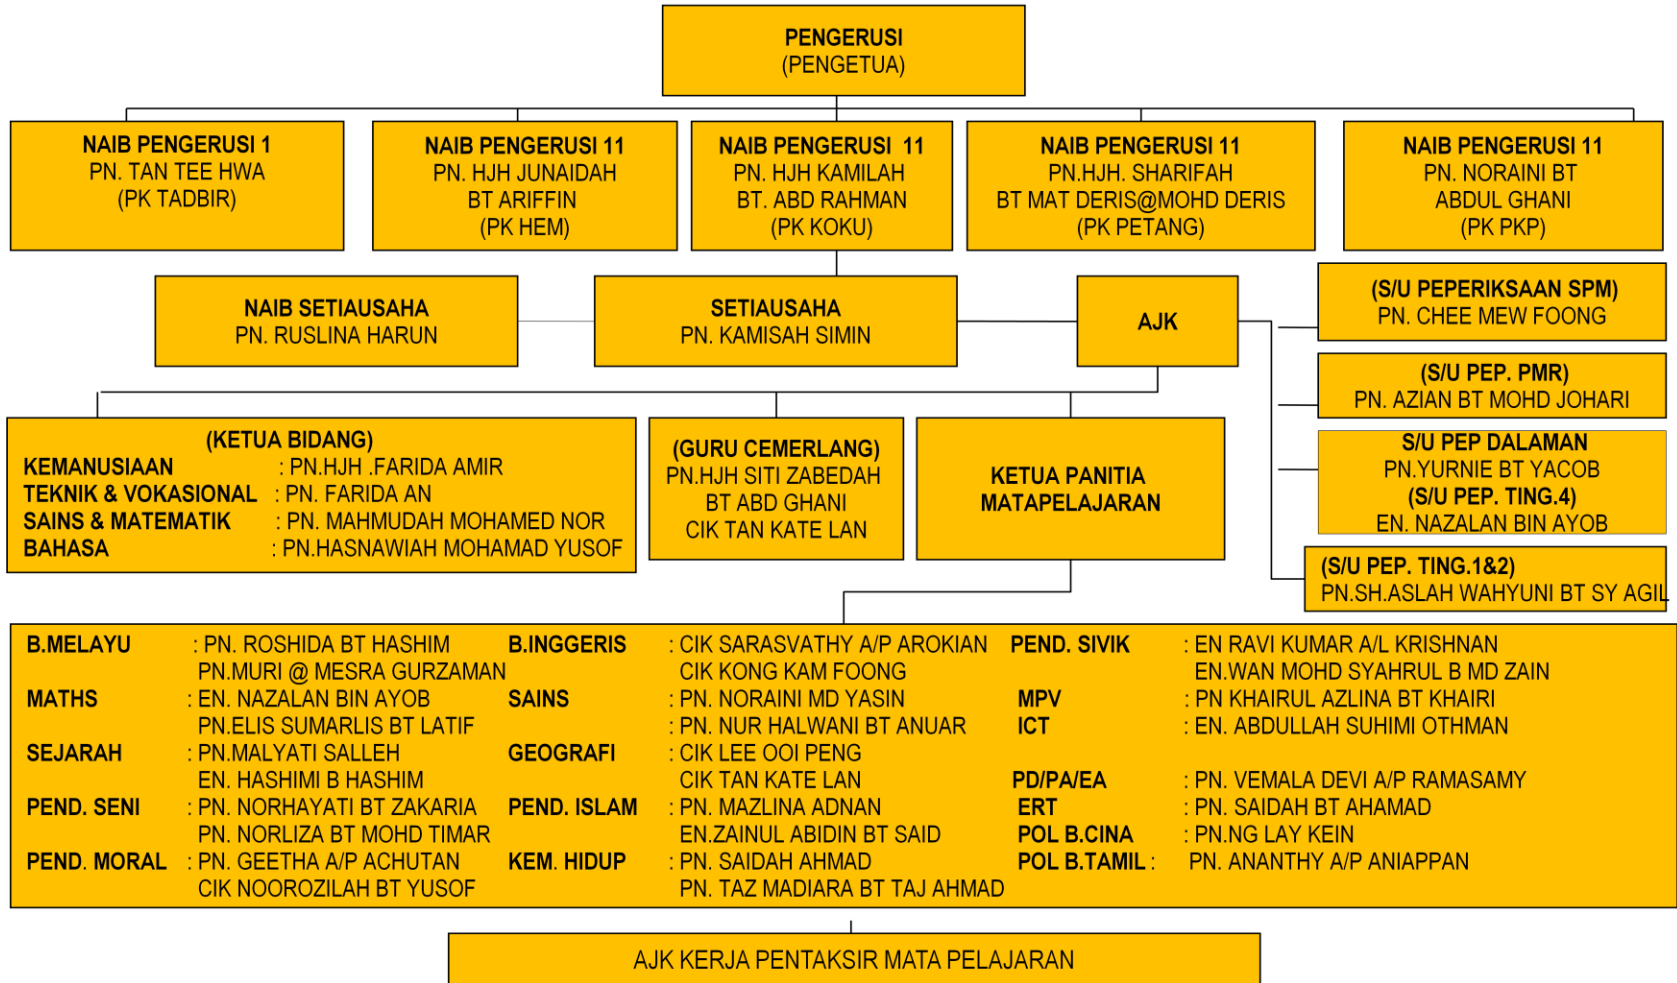 PENGERUSI
(PENGETUA)
NAIB PENGERUSI 1
PN. TAN TEE HWA
(PK TADBIR)
NAIB PENGERUSI 11
PN. HJH JUNAIDAH
BT ARIFFIN
(PK HEM)
NAIB PENGERUSI 11
PN. HJH KAMILAH
BT. ABD RAHMAN
(PK KOKU)
NAIB PENGERUSI 11
PN.HJH. SHARIFAH
BT MAT DERIS@MOHD DERIS
(PK PETANG)
NAIB PENGERUSI 11
PN. NORAINI BT
ABDUL GHANI
(PK PKP)
NAIB SETIAUSAHA
PN. RUSLINA HARUN
SETIAUSAHA
PN. KAMISAH SIMIN
AJK
(S/U PEPERIKSAAN SPM)
PN. CHEE MEW FOONG
(S/U PEP. PMR)
PN. AZIAN BT MOHD JOHARI
S/U PEP DALAMAN
PN.YURNIE BT YACOB
(S/U PEP. TING.4)
EN. NAZALAN BIN AYOB
(S/U PEP. TING.1&2)
PN.SH.ASLAH WAHYUNI BT SY AGIL
(KETUA BIDANG)
KEMANUSIAAN : PN.HJH .FARIDA AMIR
TEKNIK & VOKASIONAL : PN. FARIDA AN
SAINS & MATEMATIK : PN. MAHMUDAH MOHAMED NOR
BAHASA : PN.HASNAWIAH MOHAMAD YUSOF
(GURU CEMERLANG)
PN.HJH SITI ZABEDAH
BT ABD GHANI
CIK TAN KATE LAN
KETUA PANITIA
MATAPELAJARAN
B.MELAYU : PN. ROSHIDA BT HASHIM B.INGGERIS : CIK SARASVATHY A/P AROKIAN PEND. SIVIK : EN RAVI KUMAR A/L KRISHNAN
PN.MURI @ MESRA GURZAMAN CIK KONG KAM FOONG EN.WAN MOHD SYAHRUL B MD ZAIN
MATHS : EN. NAZALAN BIN AYOB SAINS : PN. NORAINI MD YASIN MPV : PN KHAIRUL AZLINA BT KHAIRI
PN.ELIS SUMARLIS BT LATIF : PN. NUR HALWANI BT ANUAR ICT : EN. ABDULLAH SUHIMI OTHMAN
SEJARAH : PN.MALYATI SALLEH GEOGRAFI : CIK LEE OOI PENG
EN. HASHIMI B HASHIM CIK TAN KATE LAN PD/PA/EA : PN. VEMALA DEVI A/P RAMASAMY
PEND. SENI : PN. NORHAYATI BT ZAKARIA PEND. ISLAM : PN. MAZLINA ADNAN ERT : PN. SAIDAH BT AHAMAD
PN. NORLIZA BT MOHD TIMAR EN.ZAINUL ABIDIN BT SAID POL B.CINA : PN.NG LAY KEIN
PEND. MORAL : PN. GEETHA A/P ACHUTAN KEM. HIDUP : PN. SAIDAH AHMAD POL B.TAMIL : PN. ANANTHY A/P ANIAPPAN
CIK NOOROZILAH BT YUSOF PN. TAZ MADIARA BT TAJ AHMAD
AJK KERJA PENTAKSIR MATA PELAJARAN